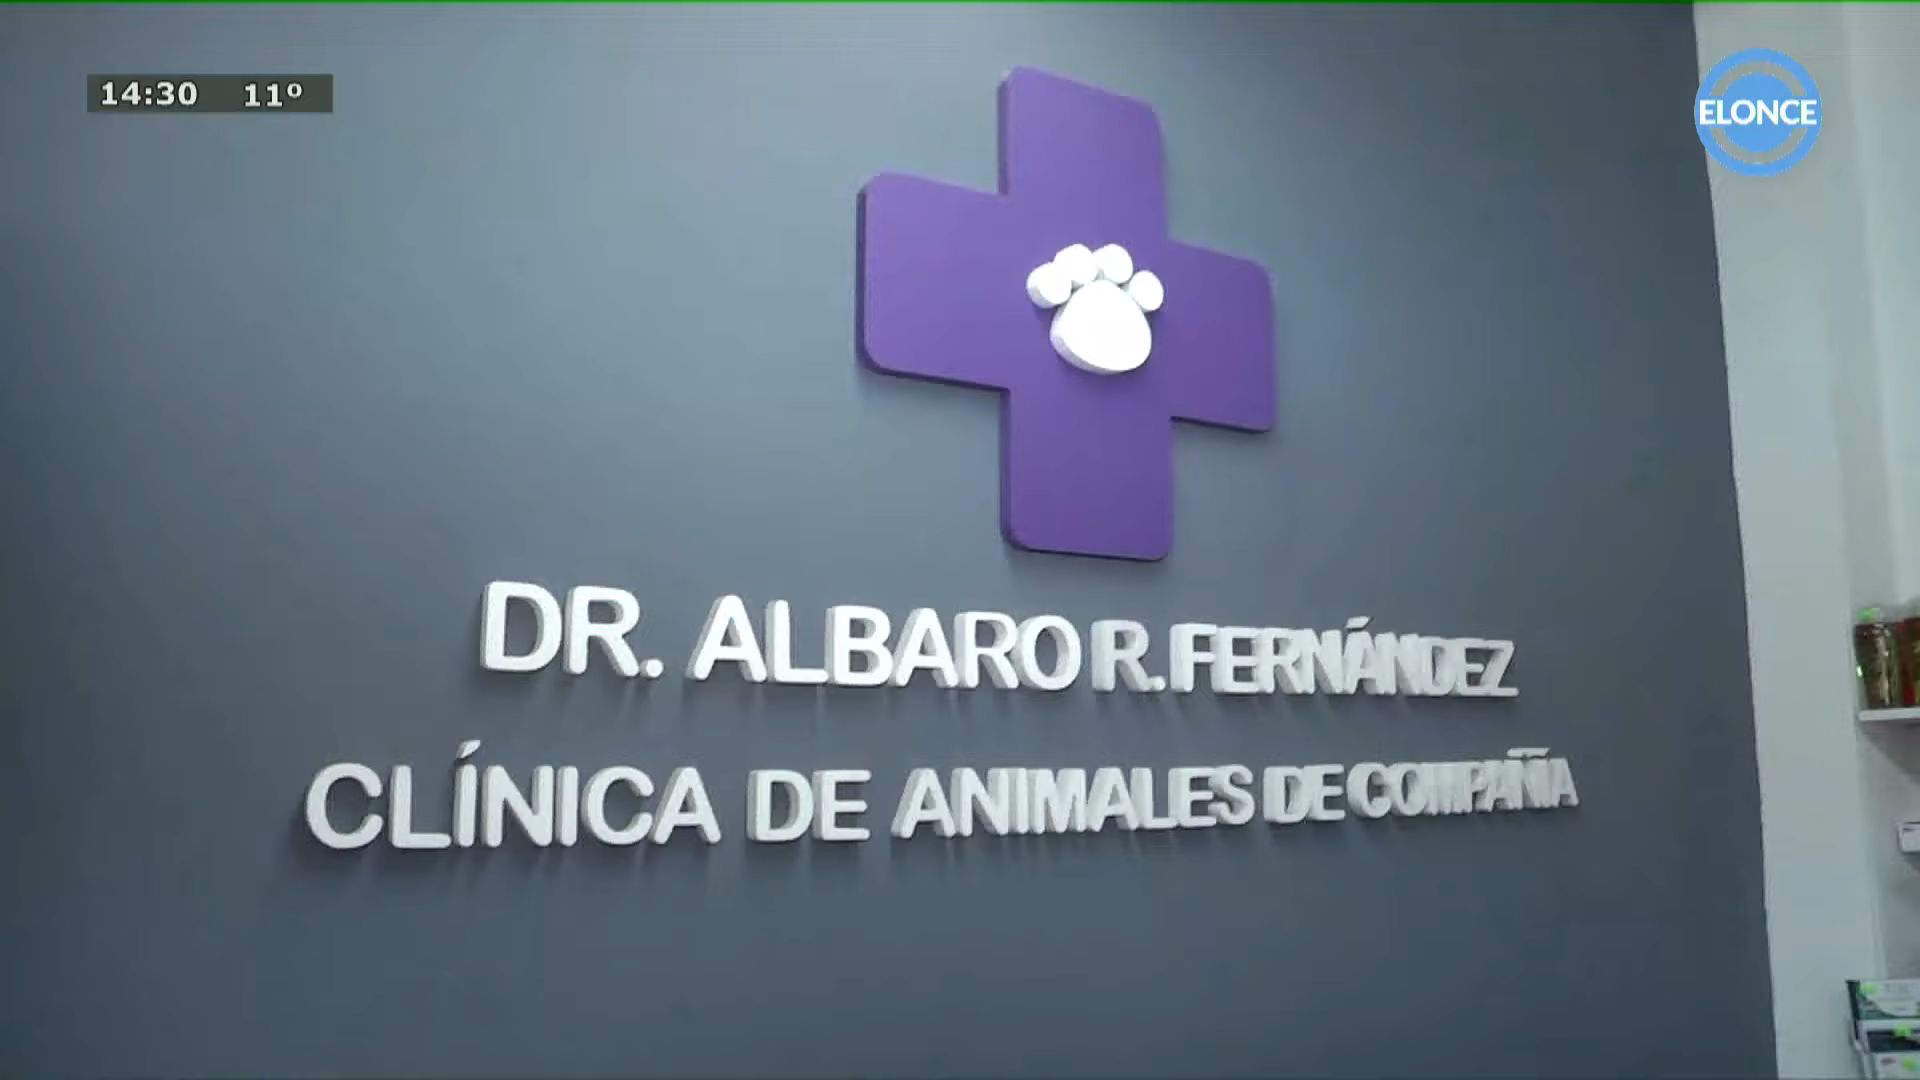 14:30 11º
ELONCE
DR. ALBARO R. FERNÁNDEZ
CLÍNICA DE ANIMALES DE COMPAÑÍA